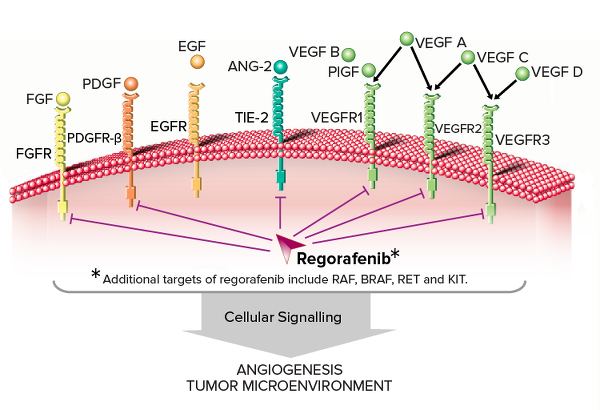 EGF
VEGF A
VEGF B
VEGF C
ANG-2
PlGF
VEGF D
PDGF
FGF
TIE-2
VEGFR1
EGFR
VEGFR2
PDGFR-β
VEGFR3
FGFR
Regorafenib*
* Additional targets of regorafenib include RAF, BRAF, RET and KIT.
Cellular Signalling
ANGIOGENESIS
TUMOR MICROENVIRONMENT